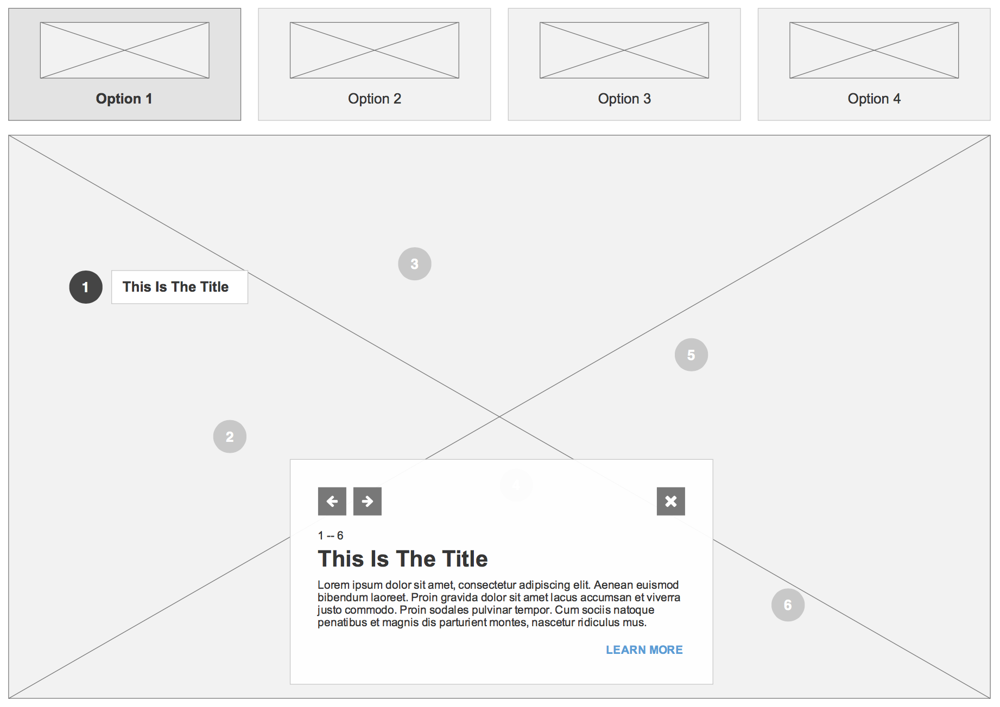 Option 1
Option 2
Option 3
Option 4
3
1
This Is The Title
5
2
4
1 -- 6
This Is The Title
Lorem ipsum dolor sit amet, consectetur adipiscing elit. Aenean euismod
bibendum laoreet. Proin gravida dolor sit amet lacus accumsan et viverra
justo commodo. Proin sodales pulvinar tempor. Cum sociis natoque
penatibus et magnis dis parturient montes, nascetur ridiculus mus.
6
LEARN MORE